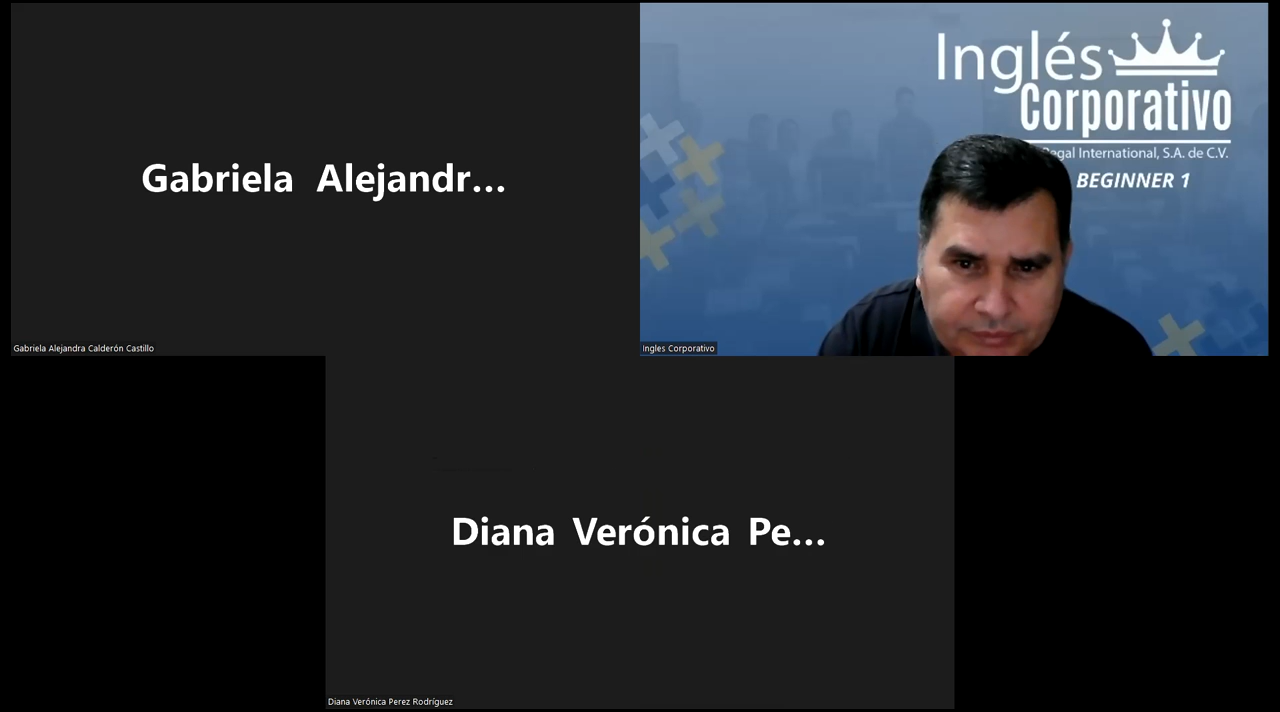 Gabriela Alejandr...
Gabriela Alejandra Calderón Castillo
Inglés
Corporativo
Regal International, S.A. de C.V.
BEGINNER 1
Ingles Corporativo
Diana Verónica Pe...
Diana Verónica Perez Rodríguez